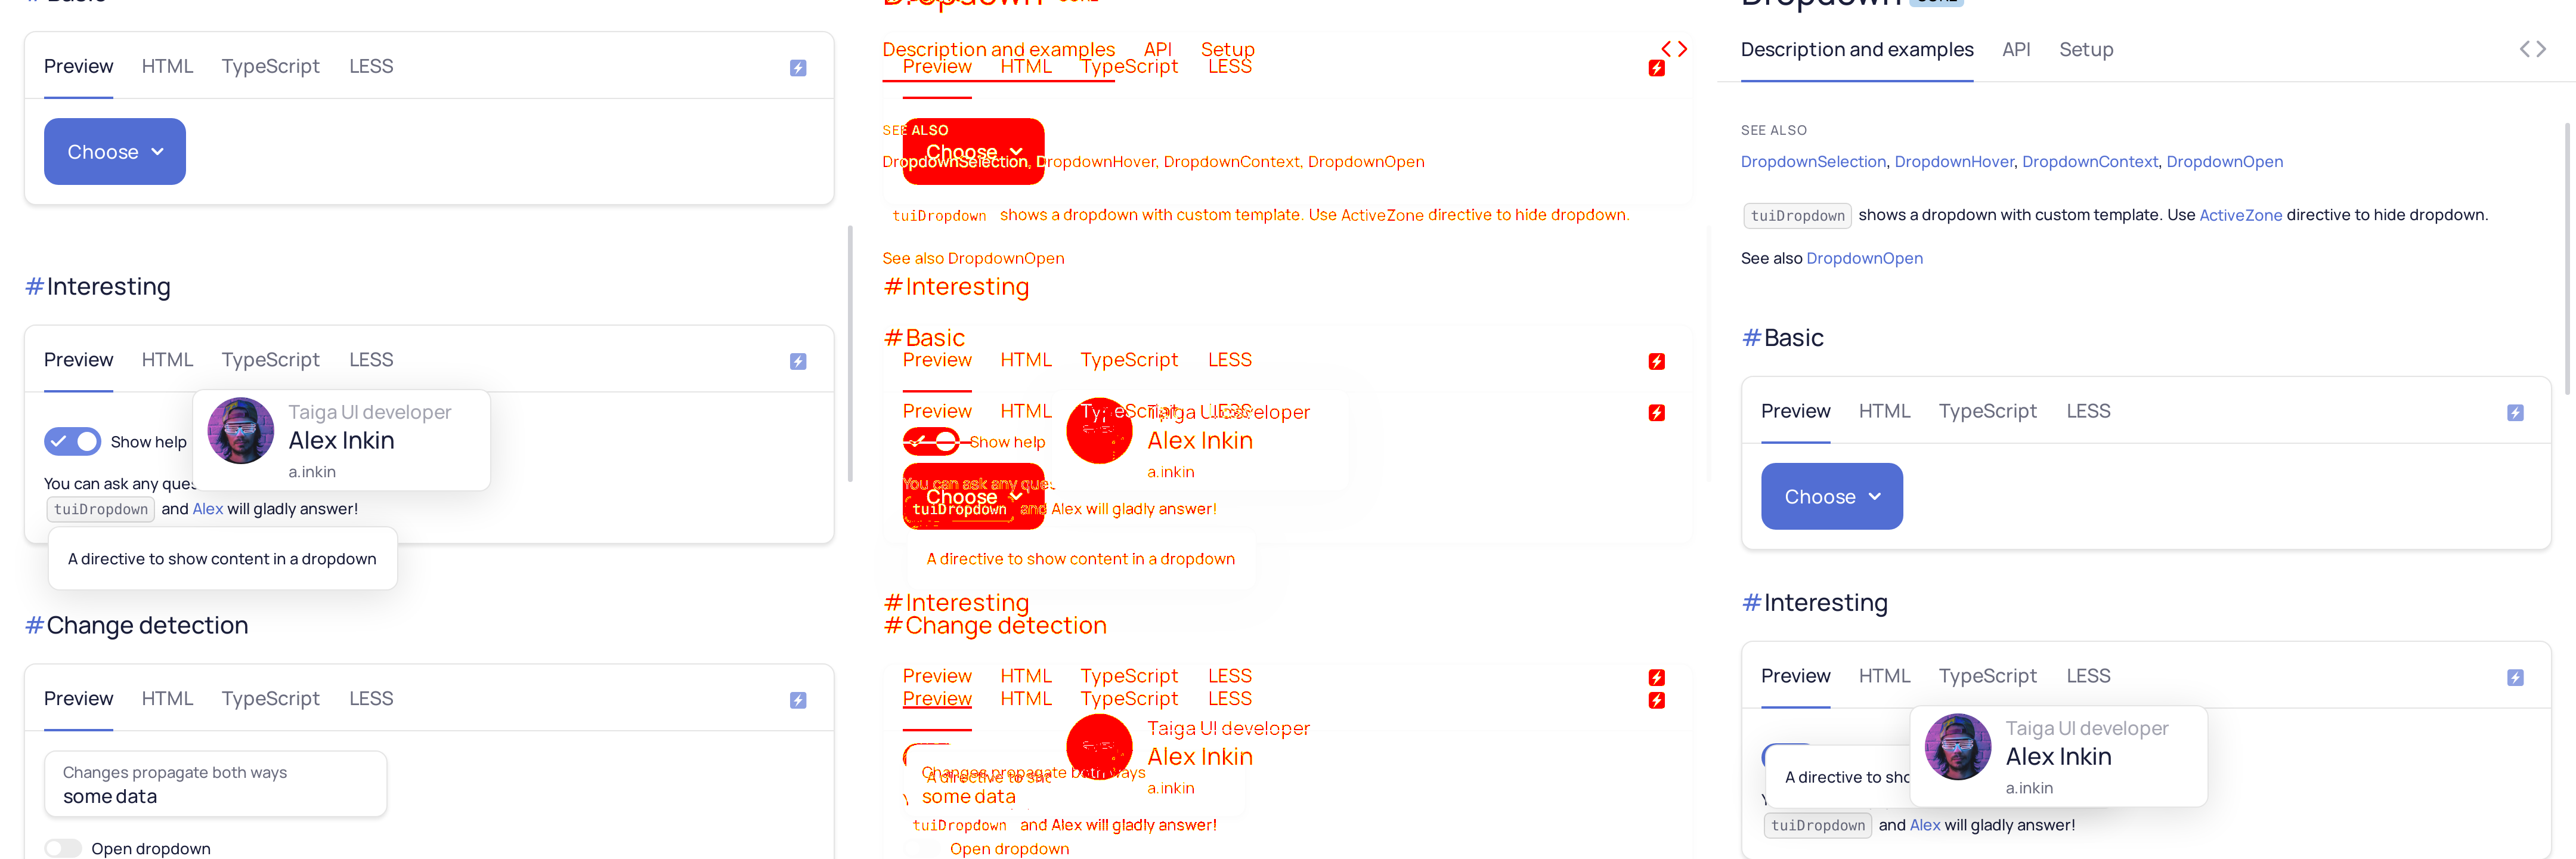 # Basic
Preview HTML TypeScript LESS
Choose
#Interesting
Preview HTML TypeScript LESS
Taiga UI developer
Alex Inkin
a.inkin
Show help
You can ask any ques
tuiDropdown and Alex will gladly answer!
A directive to show content in a dropdown
#Change detection
Preview HTML TypeScript LESS
Changes propagate both ways
some data
Open dropdown
Dropdown CORE
Description and examples API Setup
Preview HTML TypeScript LESS
SEE ALSO
Choose
DropdownSelection, DropdownHover, DropdownContext, DropdownOpen
tuiDropdown shows a dropdown with custom template. Use ActiveZone directive to hide dropdown.
See also DropdownOpen
#Interesting
#Basic
Preview HTML TypeScript LESS
Preview HTML TypeScript LESS
Taiga UI developer
Alex Inkin
a.inkin
Show help
You can ask any ques
Choose
tuiDropdown and Alex will gladly answer!
A directive to show content in a dropdown
#Interesting
#Change detection
Preview HTML TypeScript LESS
Preview HTML TypeScript LESS
Taiga UI developer
Alex Inkin
a.inkin
Changes propagate both ways
A directive to sho
some data
tuiDropdown and Alex will gladly answer!
Open dropdown
Dropdown CORE
Description and examples API Setup
SEE ALSO
DropdownSelection, DropdownHover, DropdownContext, DropdownOpen
tuiDropdown shows a dropdown with custom template. Use ActiveZone directive to hide dropdown.
See also DropdownOpen
#Basic
Preview HTML TypeScript LESS
Choose
#Interesting
Preview HTML TypeScript LESS
Taiga UI developer
Alex Inkin
a.inkin
A directive to sho
tuiDropdown and Alex will gladly answer!